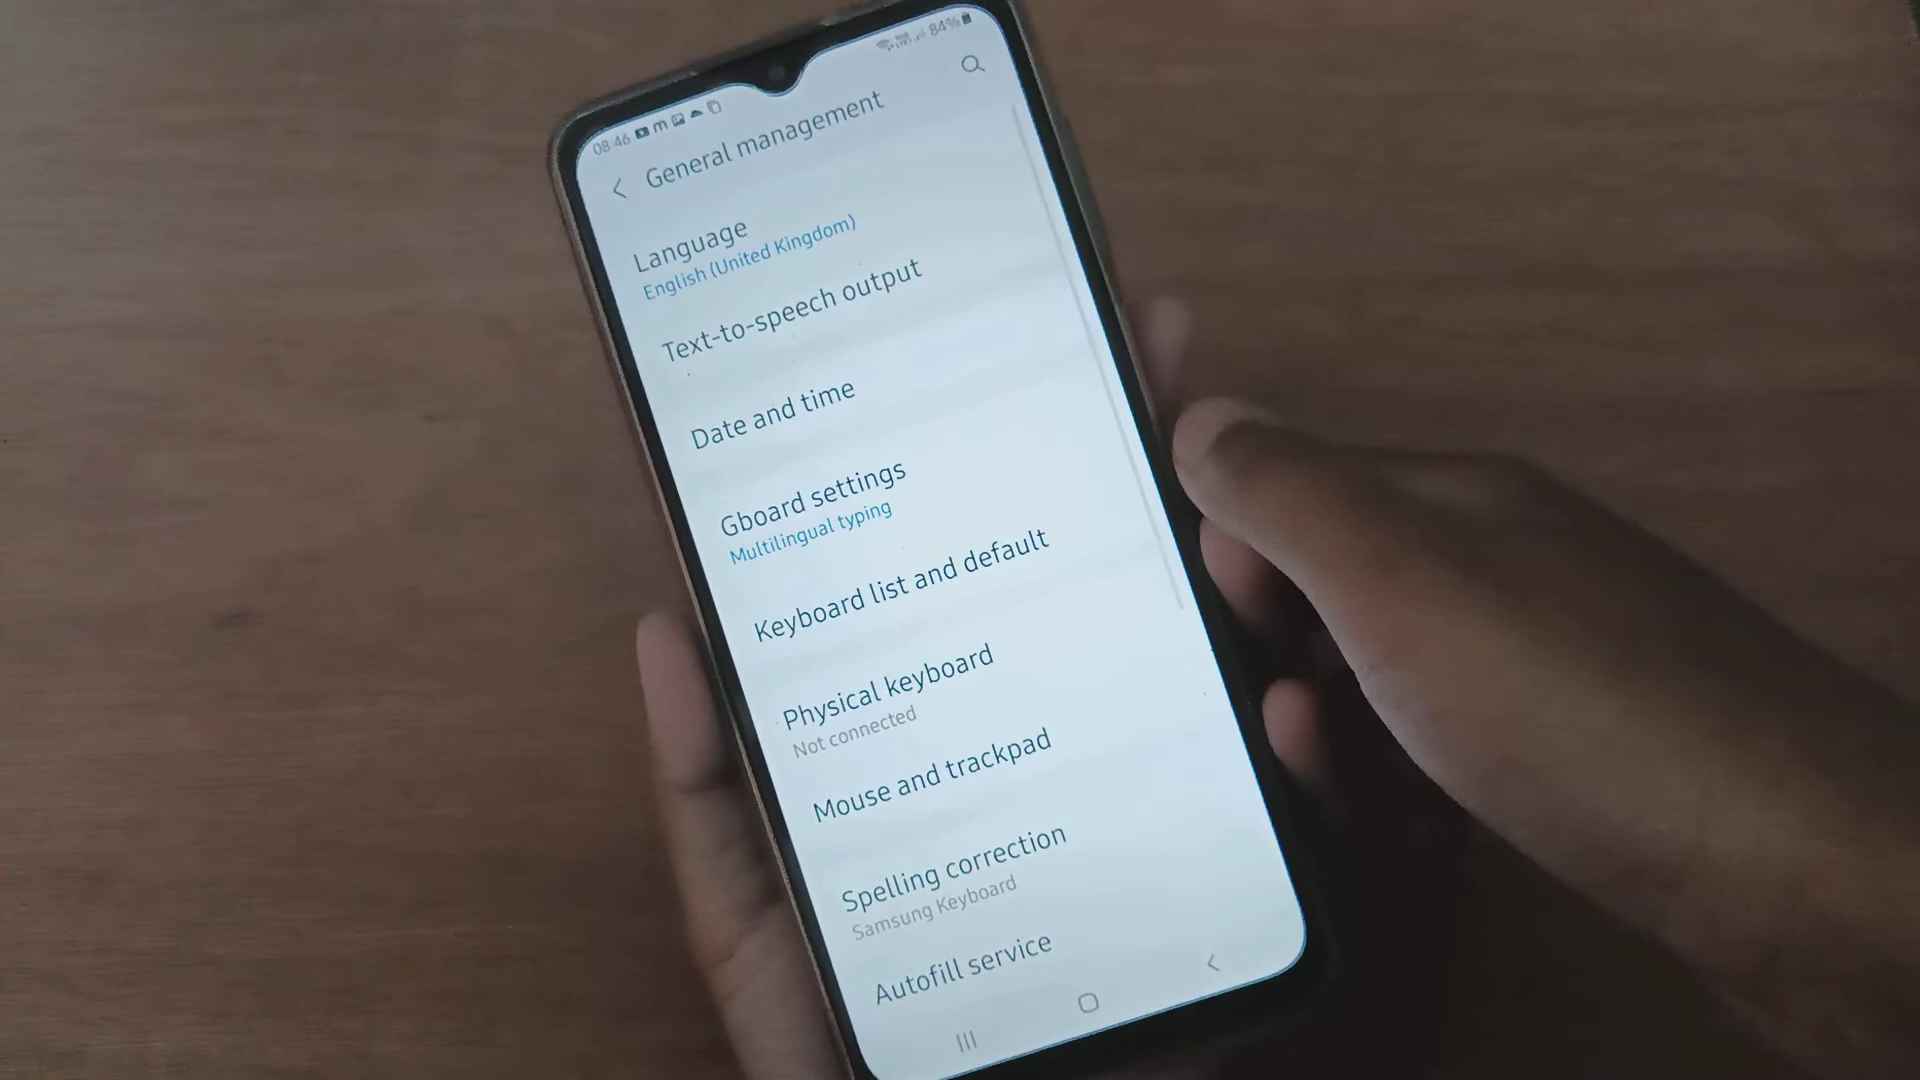 08:46 84%
General management
Language
English (United Kingdom)
Text-to-speech output
Date and time
Gboard settings
Multilingual typing
Keyboard list and default
Physical keyboard
Not connected
Mouse and trackpad
Spelling correction
Samsung Keyboard
Autofill service